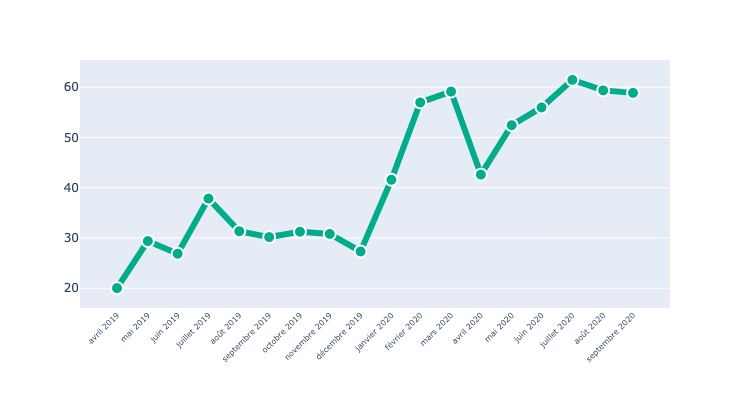 60
50
40
30
20
avril 2019
mai 2019
juin 2019
juillet 2019
août 2019
septembre 2019
octobre 2019
novembre 2019
décembre 2019
janvier 2020
février 2020
mars 2020
avril 2020
mai 2020
juin 2020
juillet 2020
août 2020
septembre 2020